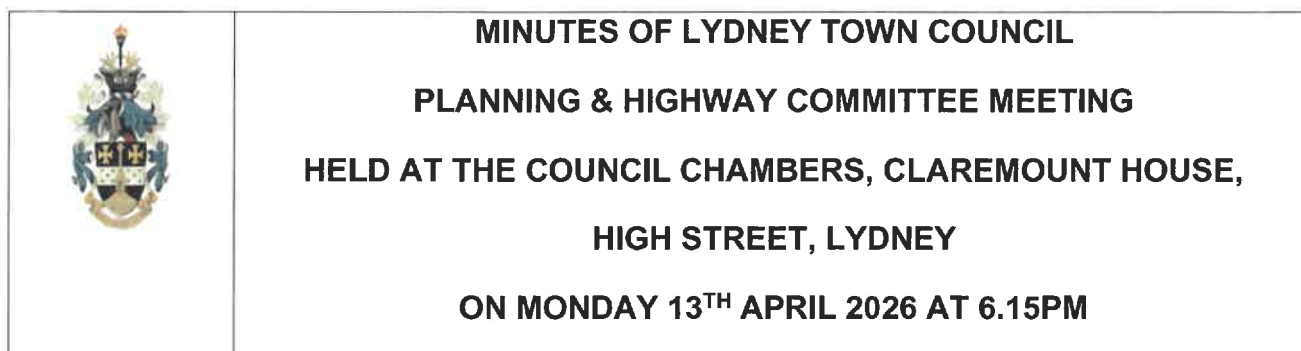 MINUTES OF LYDNEY TOWN COUNCIL
PLANNING & HIGHWAY COMMITTEE MEETING
HELD AT THE COUNCIL CHAMBERS, CLAREMOUNT HOUSE,
HIGH STREET, LYDNEY
ON MONDAY 13TH APRIL 2026 AT 6.15PM